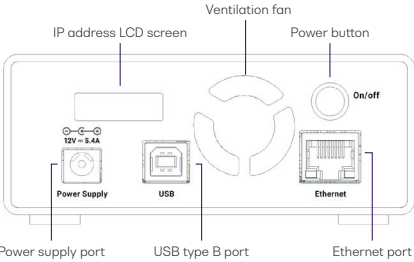 Ventilation fan
IP address LCD screen
Power button
On/off
12V ⎓ 5.4A
Power Supply
USB
Ethernet
Power supply port
USB type B port
Ethernet port